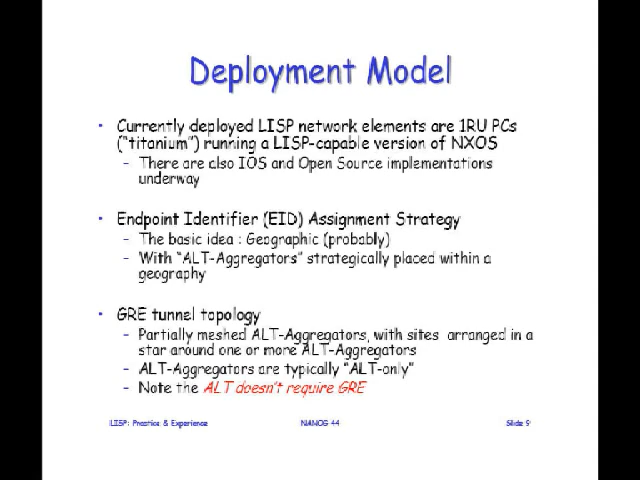 Deployment Model
• Currently deployed LISP network elements are 1RU PCs
("titanium") running a LISP-capable version of NXOS
– There are also IOS and Open Source implementations
underway
• Endpoint Identifier (EID) Assignment Strategy
– The basic idea : Geographic (probably)
– With "ALT-Aggregators" strategically placed within a
geography
• GRE tunnel topology
– Partially meshed ALT-Aggregators, with sites arranged in a
star around one or more ALT-Aggregators
– ALT-Aggregators are typically "ALT-only"
– Note the ALT doesn't require GRE
LISP: Practice & Experience
NANOG 44
Slide 9